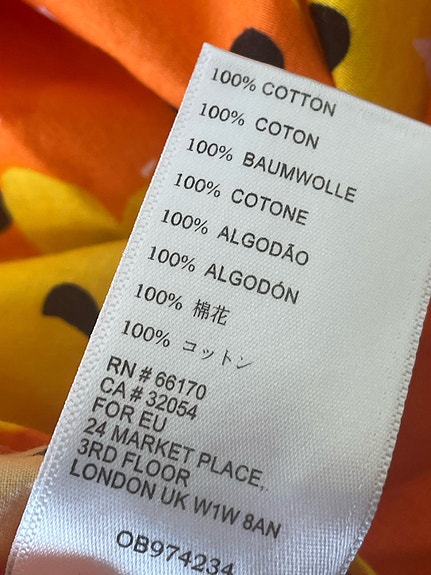 100% COTTON
100% COTON
100% BAUMWOLLE
100% COTONE
100% ALGODÃO
100% ALGODÓN
100% 棉花
100% コットン
RN # 66170
CA # 32054
FOR EU
24 MARKET PLACE,
3RD FLOOR
LONDON UK W1W 8AN
OB974234